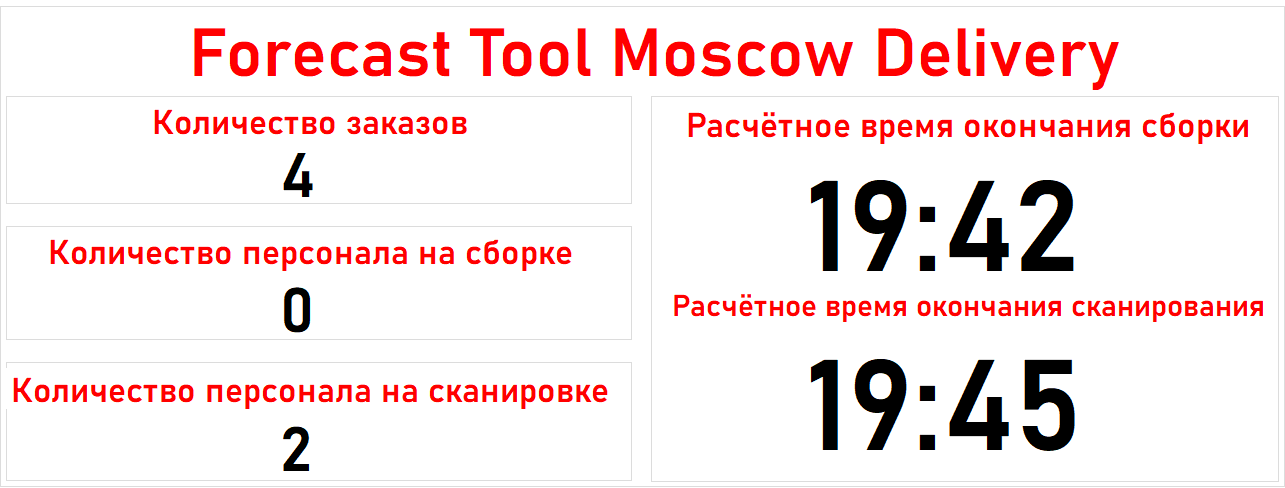 Forecast Tool Moscow Delivery
Количество заказов
4
Количество персонала на сборке
0
Количество персонала на сканировке
2
Расчётное время окончания сборки
19:42
Расчётное время окончания сканирования
19:45